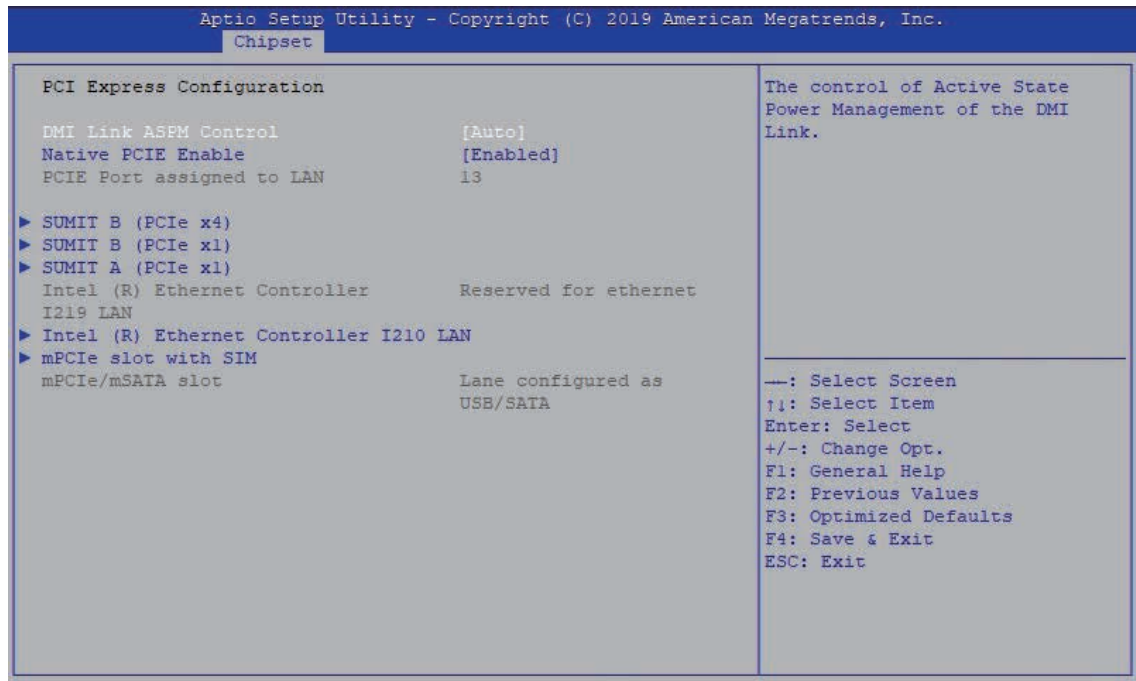 Aptio Setup Utility - Copyright (C) 2019 American Megatrends, Inc.
Chipset
PCI Express Configuration
DMI Link ASPM Control [Auto]
Native PCIE Enable [Enabled]
PCIE Port assigned to LAN 13
► SUMIT B (PCIe x4)
► SUMIT B (PCIe x1)
► SUMIT A (PCIe x1)
Intel (R) Ethernet Controller Reserved for ethernet
I219 LAN
► Intel (R) Ethernet Controller I210 LAN
► mPCIe slot with SIM
mPCIe/mSATA slot Lane configured as
USB/SATA
The control of Active State
Power Management of the DMI
Link.
→←: Select Screen
↑↓: Select Item
Enter: Select
+/-: Change Opt.
F1: General Help
F2: Previous Values
F3: Optimized Defaults
F4: Save & Exit
ESC: Exit